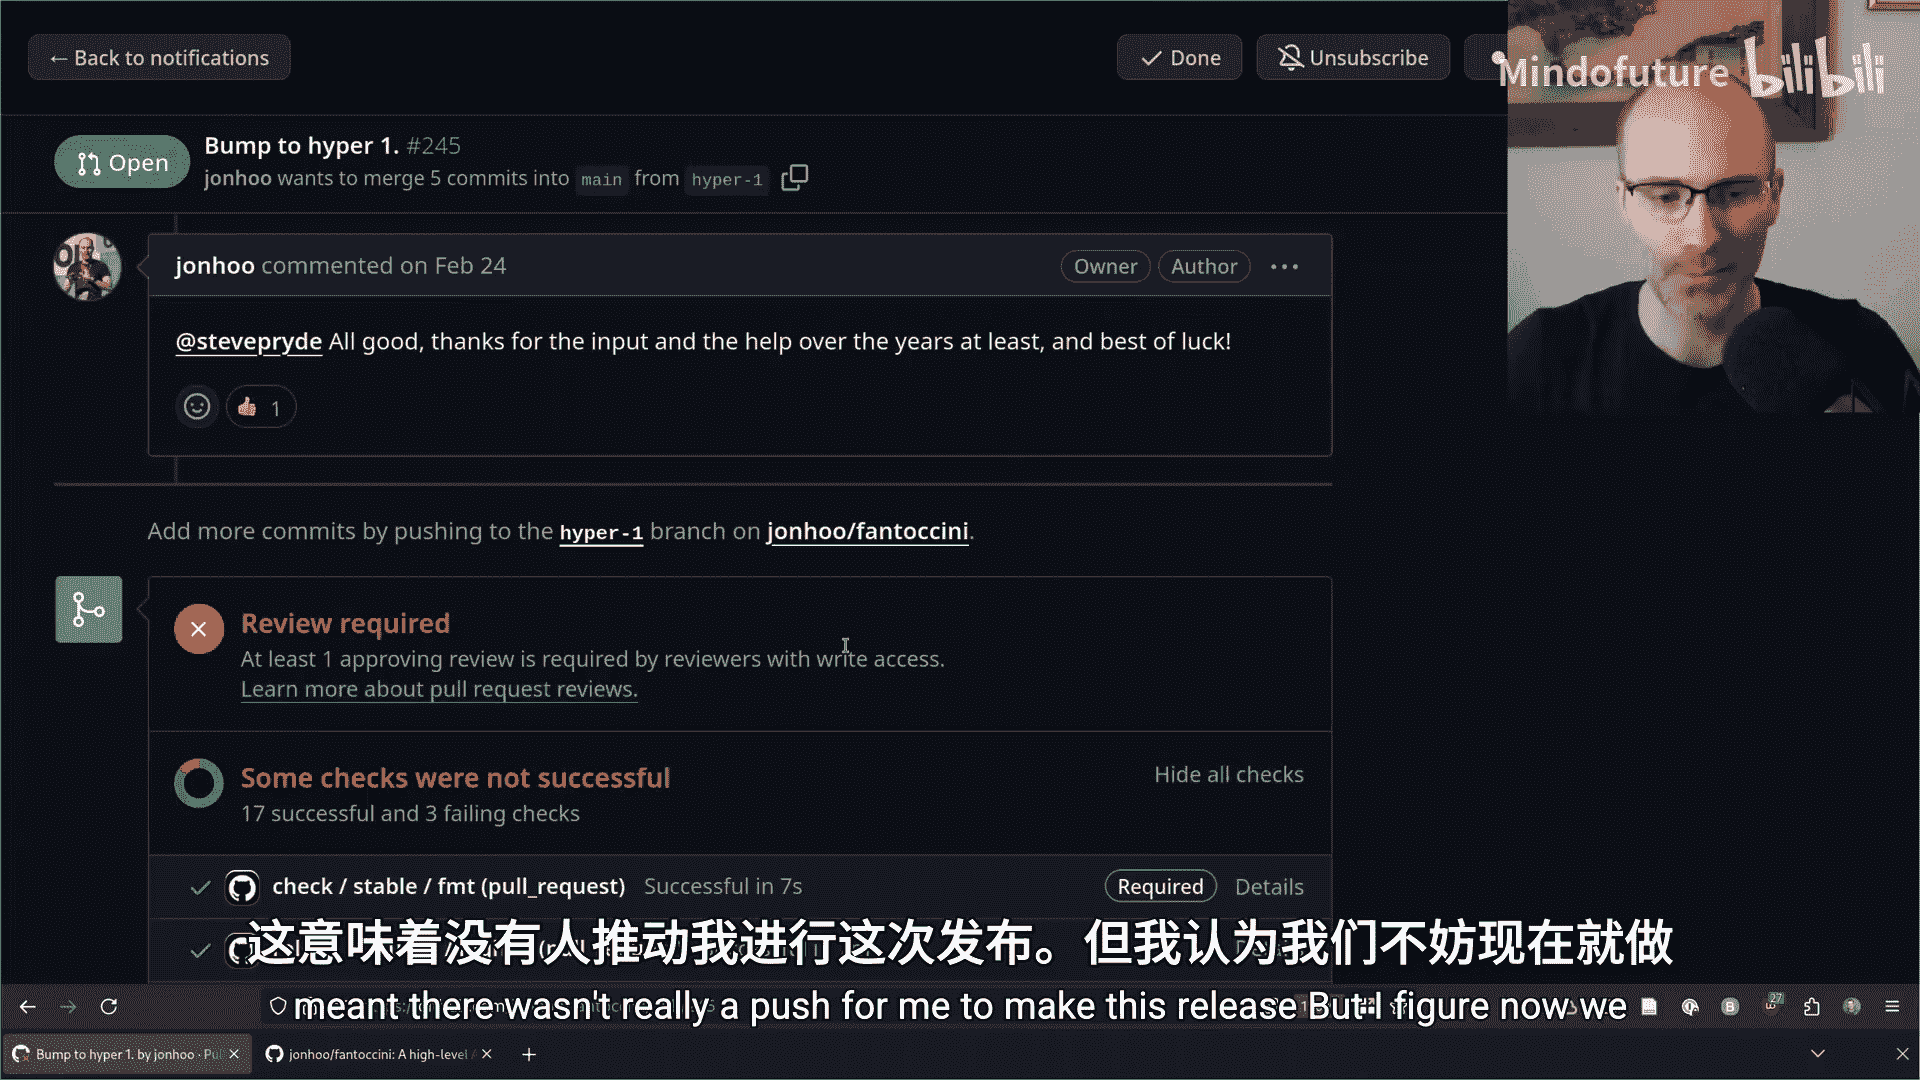 ← Back to notifications
Done
Unsubscribe
Mindofuture bilibili
Open
Bump to hyper 1. #245
jonhoo wants to merge 5 commits into main from hyper-1
jonhoo commented on Feb 24
Owner
Author
@stevepryde All good, thanks for the input and the help over the years at least, and best of luck!
1
Add more commits by pushing to the hyper-1 branch on jonhoo/fantoccini.
Review required
At least 1 approving review is required by reviewers with write access.
Learn more about pull request reviews.
Some checks were not successful
Hide all checks
17 successful and 3 failing checks
check / stable / fmt (pull_request) Successful in 7s
Required
Details
这意味着没有人推动我进行这次发布。但我认为我们不妨现在就做
meant there wasn't really a push for me to make this release But I figure now we
27
Bump to hyper 1. by jonhoo · Pu
jonhoo/fantoccini: A high-level